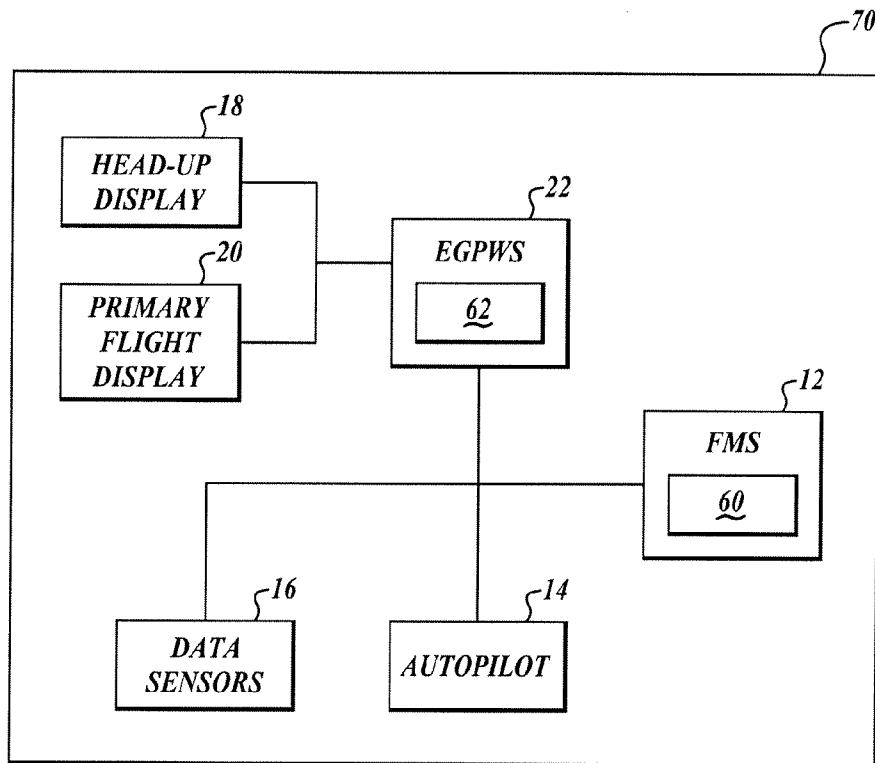 70
18
HEAD-UP
DISPLAY
22
EGPWS
62
20
PRIMARY
FLIGHT
DISPLAY
12
FMS
60
16
DATA
SENSORS
14
AUTOPILOT